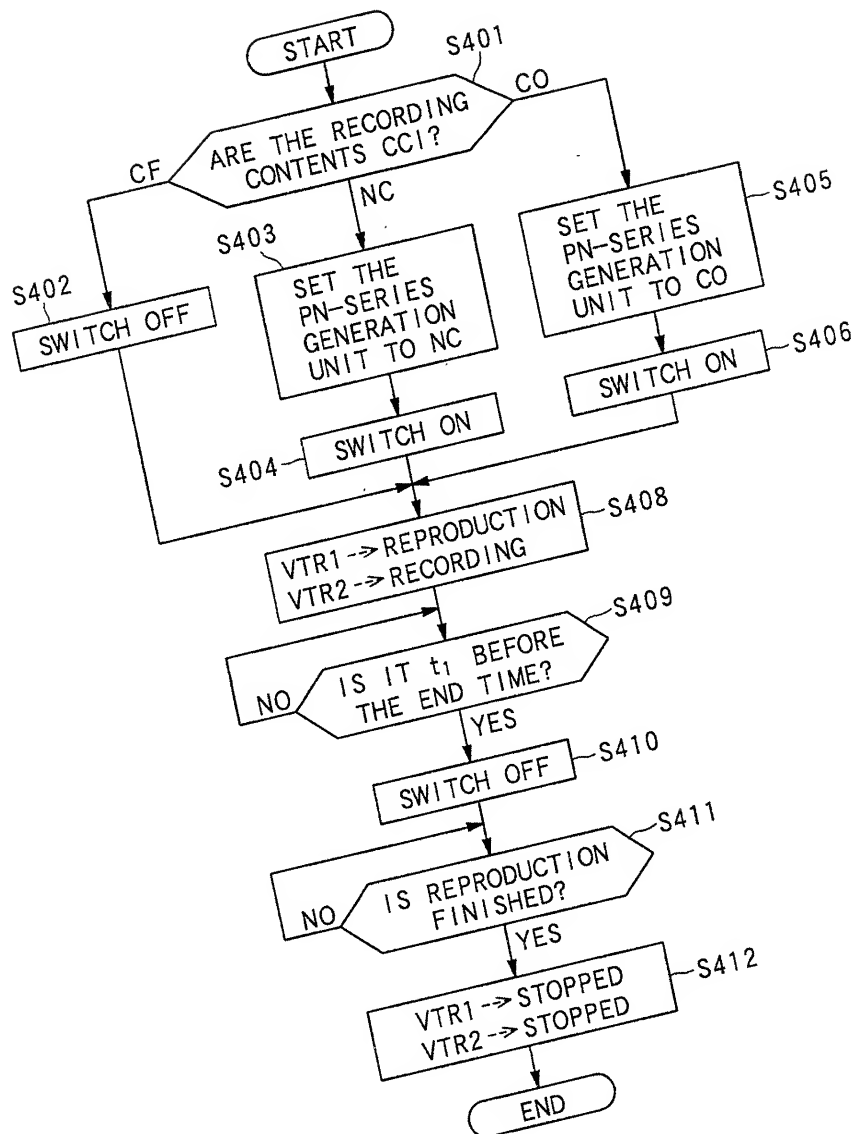 START
S401
ARE THE RECORDING
CONTENTS CCI?
CO
CF
NC
S402
SWITCH OFF
S403
SET THE
PN-SERIES
GENERATION
UNIT TO NC
S405
SET THE
PN-SERIES
GENERATION
UNIT TO CO
S404
SWITCH ON
S406
SWITCH ON
S408
VTR1-->REPRODUCTION
VTR2-->RECORDING
S409
IS IT t1 BEFORE
THE END TIME?
NO
YES
S410
SWITCH OFF
S411
IS REPRODUCTION
FINISHED?
NO
YES
S412
VTR1-->STOPPED
VTR2-->STOPPED
END